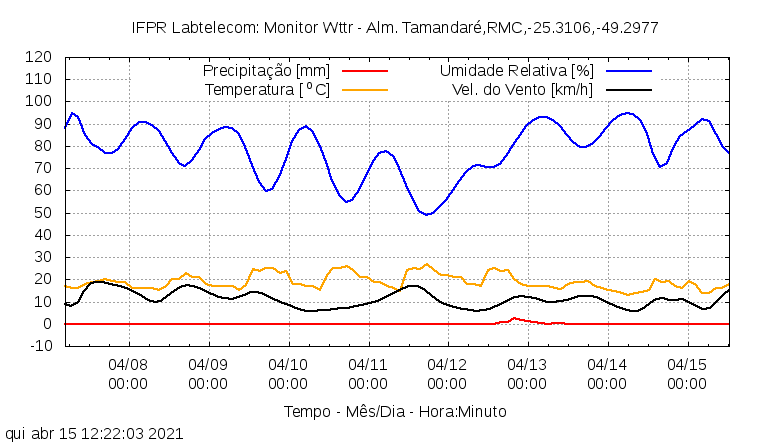 IFPR Labtelecom: Monitor Wttr - Alm. Tamandaré,RMC,-25.3106,-49.2977
120
110
100
90
80
70
60
50
40
30
20
10
0
-10
Precipitação [mm]
Temperatura [⁰C]
Umidade Relativa [%]
Vel. do Vento [km/h]
04/08 04/09 04/10 04/11 04/12 04/13 04/14 04/15
00:00 00:00 00:00 00:00 00:00 00:00 00:00 00:00
Tempo - Mês/Dia - Hora:Minuto
qui abr 15 12:22:03 2021